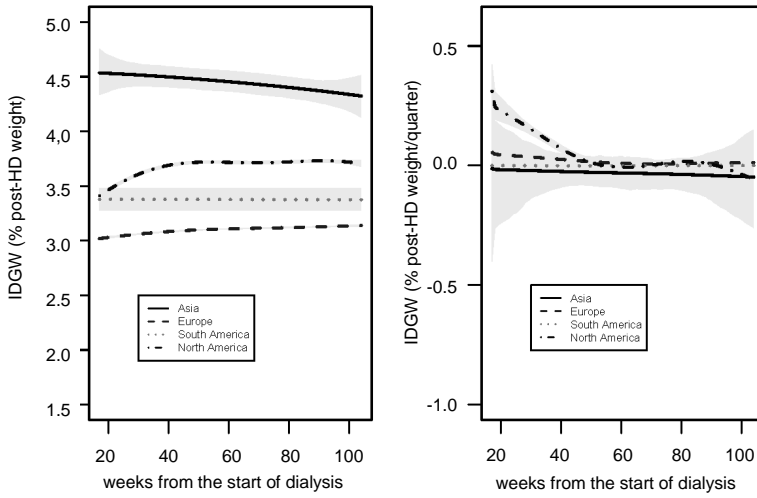 IDGW (% post-HD weight)
5.0
4.5
4.0
3.5
3.0
2.5
2.0
1.5
Asia
Europe
South America
North America
20 40 60 80 100
weeks from the start of dialysis
IDGW (% post-HD weight/quarter)
0.5
0.0
-0.5
-1.0
Asia
Europe
South America
North America
20 40 60 80 100
weeks from the start of dialysis